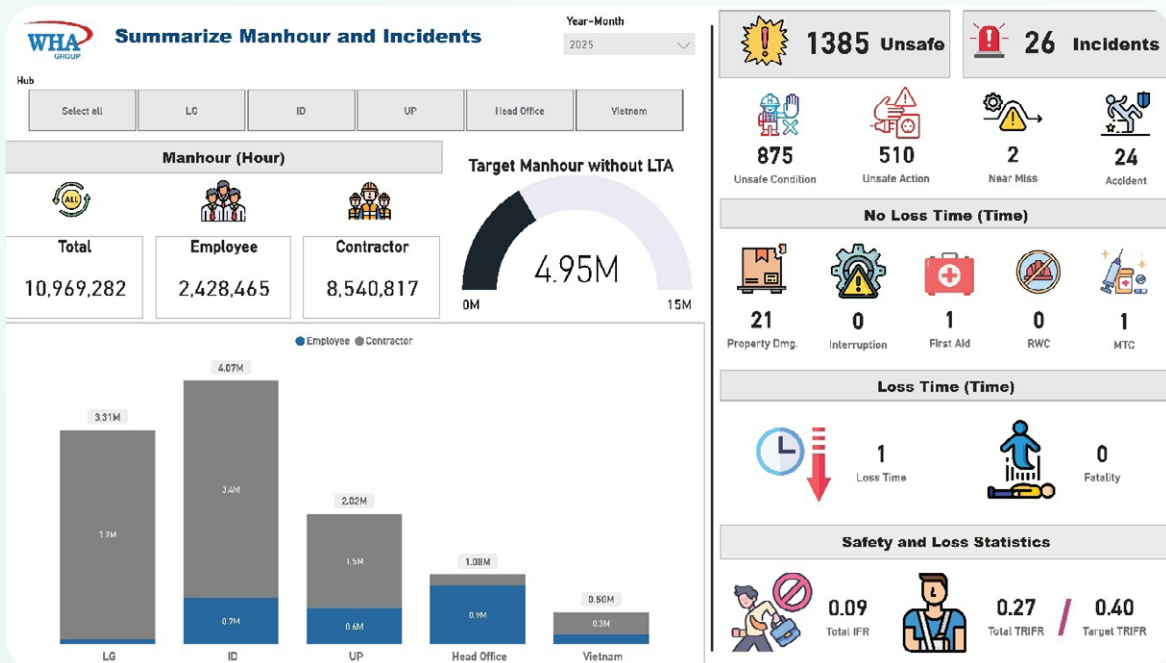 WHA
GROUP
Summarize Manhour and Incidents
Year-Month
2025
Hub
Select all
LG
ID
UP
Head Office
Vietnam
Manhour (Hour)
ALL
Total
10,969,282
Employee
2,428,465
Contractor
8,540,817
Target Manhour without LTA
4.95M
0M
15M
Employee
Contractor
3.31M
4.07M
3.4M
0.7M
2.02M
1.5M
0.6M
1.08M
0.9M
0.50M
0.3M
LG
ID
UP
Head Office
Vietnam
1385 Unsafe
26 Incidents
875
Unsafe Condition
510
Unsafe Action
2
Near Miss
24
Accident
No Loss Time (Time)
21
Property Dmg.
0
Interruption
1
First Aid
0
RWC
1
MTC
Loss Time (Time)
1
Loss Time
0
Fatality
Safety and Loss Statistics
0.09
Total IFR
0.27
Total TRIFR
/
0.40
Target TRIFR